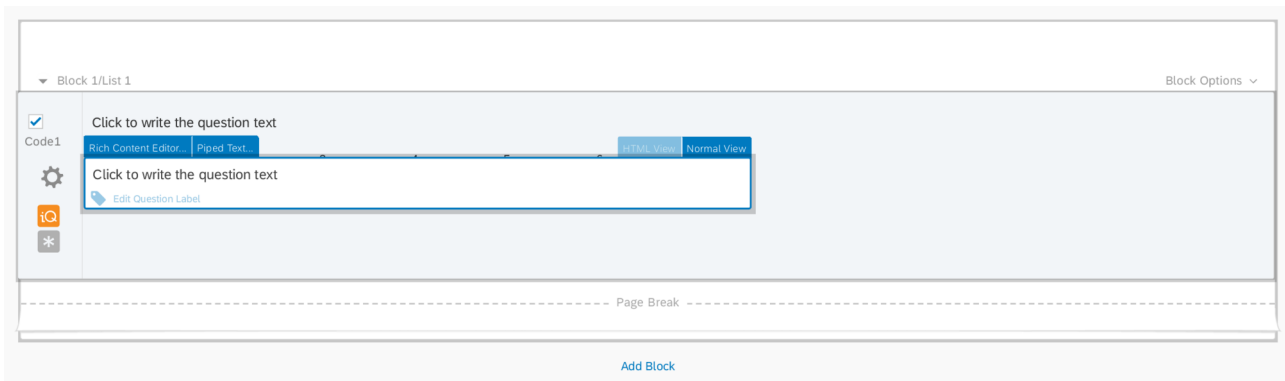 Block 1/List 1
Block Options
Click to write the question text
Code1
Rich Content Editor... Piped Text...
HTML View Normal View
Click to write the question text
Edit Question Label
iQ
Page Break
Add Block